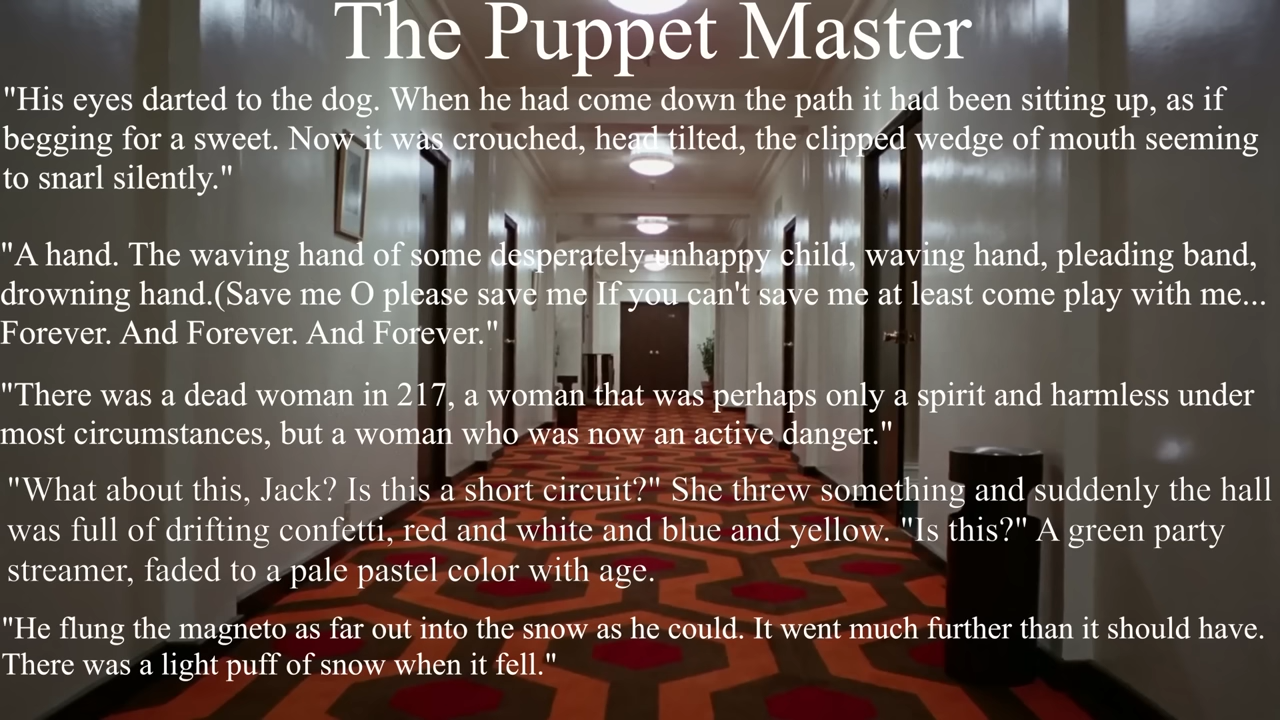 The Puppet Master
"His eyes darted to the dog. When he had come down the path it had been sitting up, as if
begging for a sweet. Now it was crouched, head tilted, the clipped wedge of mouth seeming
to snarl silently."
"A hand. The waving hand of some desperately unhappy child, waving hand, pleading band,
drowning hand.(Save me O please save me If you can't save me at least come play with me...
Forever. And Forever. And Forever."
"There was a dead woman in 217, a woman that was perhaps only a spirit and harmless under
most circumstances, but a woman who was now an active danger."
"What about this, Jack? Is this a short circuit?" She threw something and suddenly the hall
was full of drifting confetti, red and white and blue and yellow. "Is this?" A green party
streamer, faded to a pale pastel color with age.
"He flung the magneto as far out into the snow as he could. It went much further than it should have.
There was a light puff of snow when it fell."